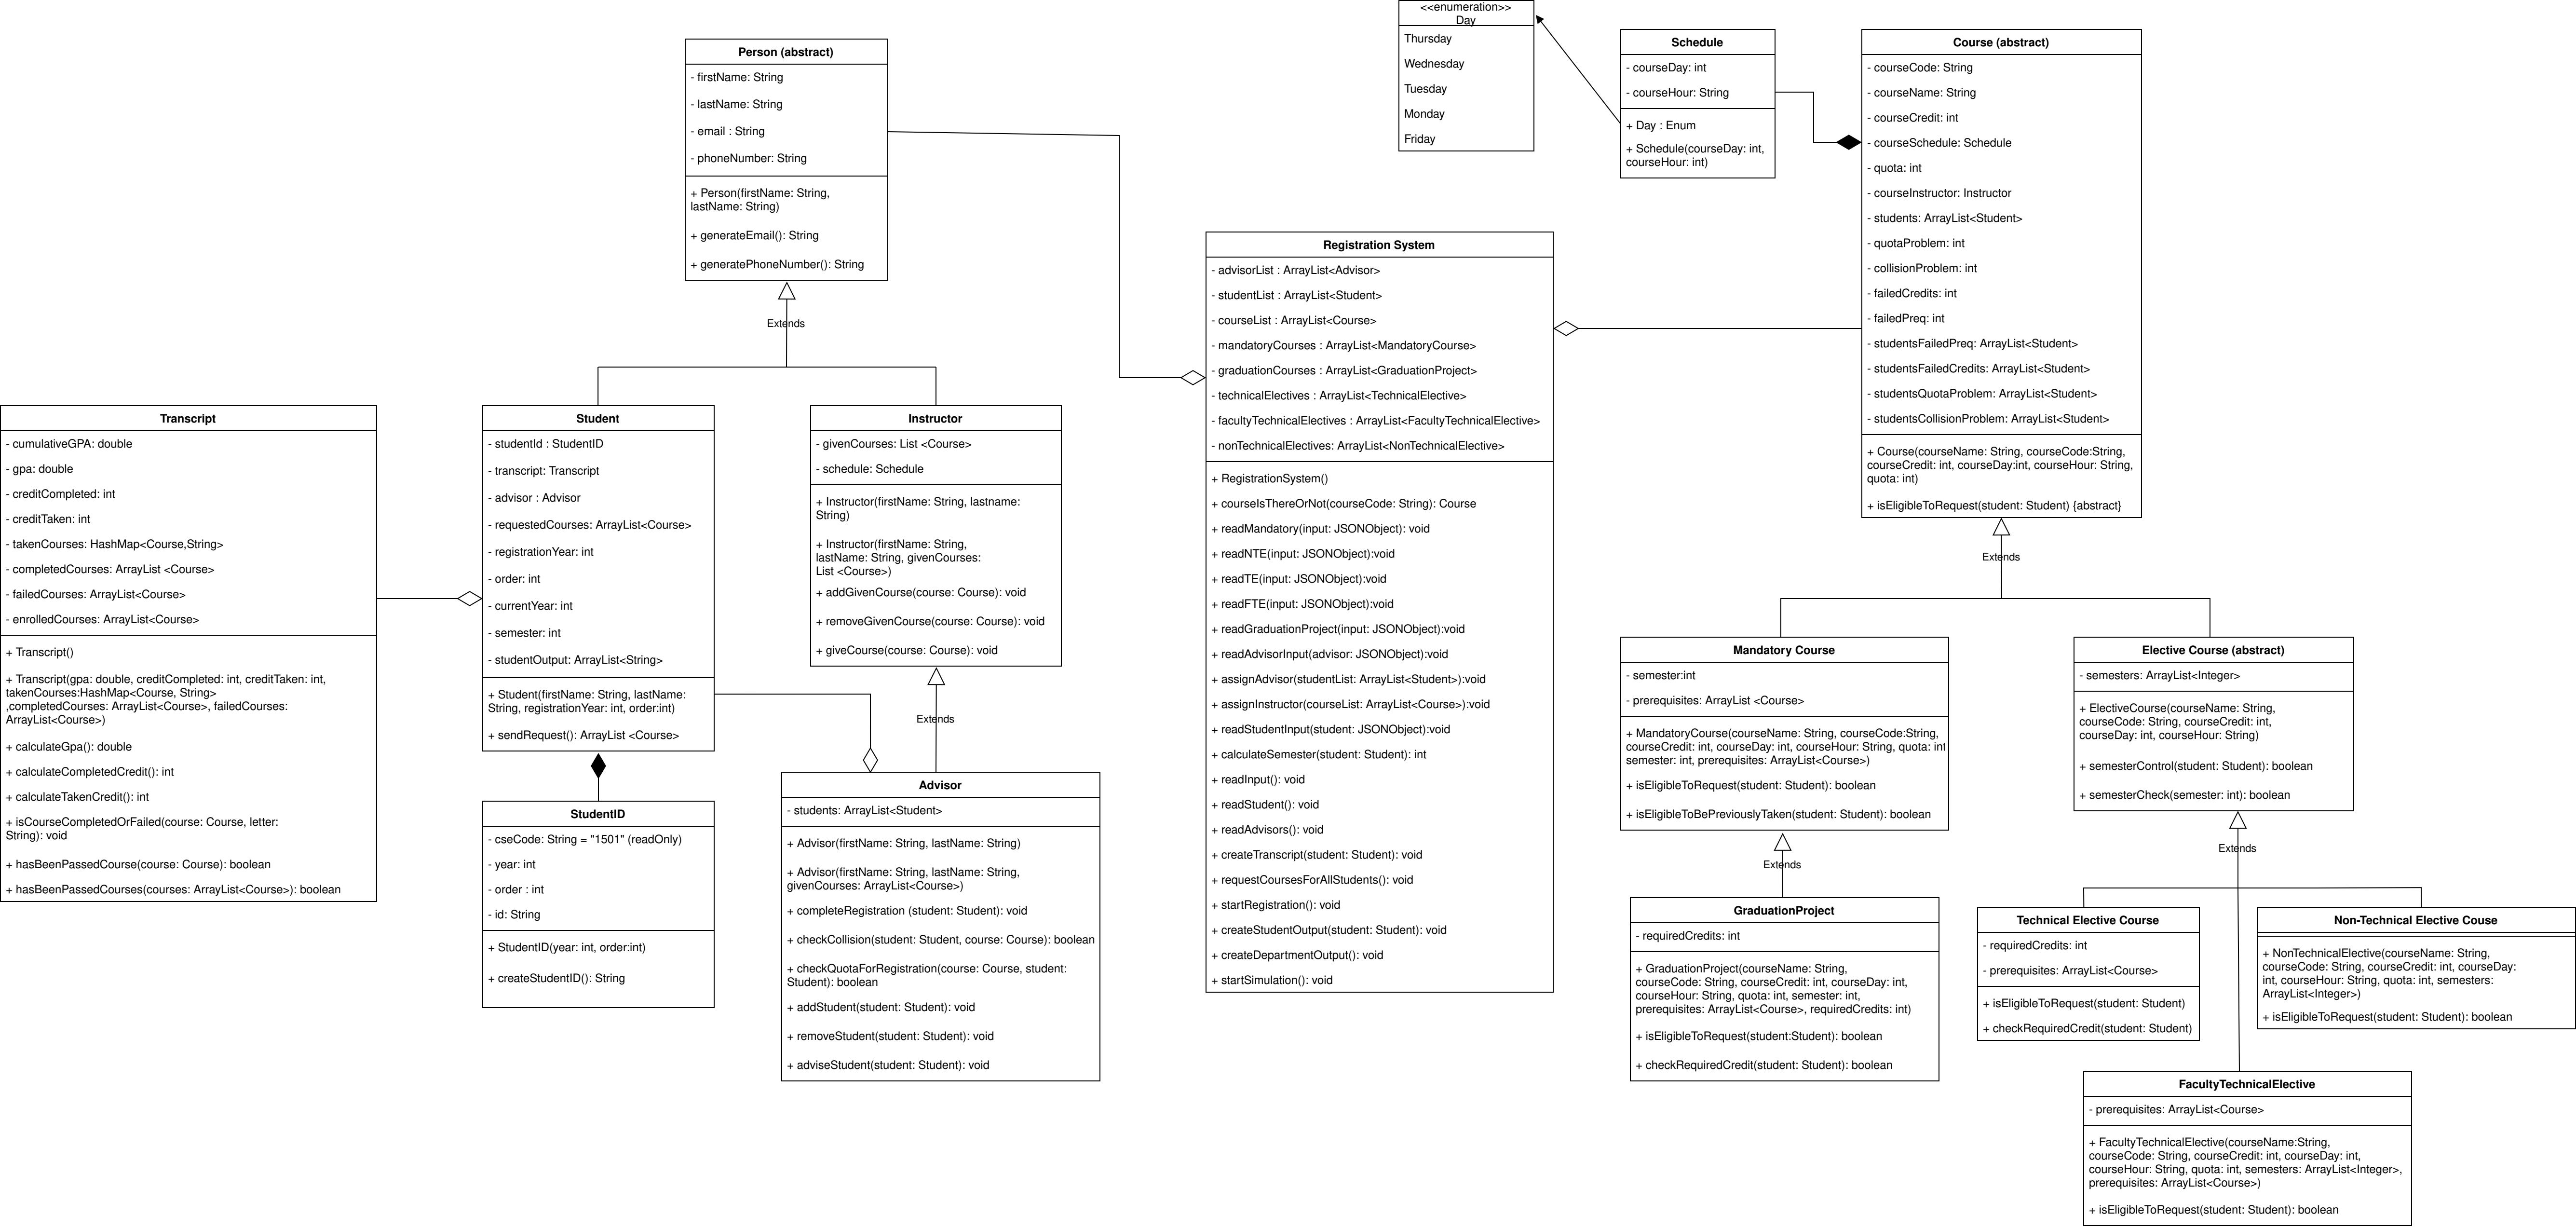 <<enumeration>>
Day
Thursday
Wednesday
Tuesday
Monday
Friday
Schedule
- courseDay: int
- courseHour: String
+ Day : Enum
+ Schedule(courseDay: int,
courseHour: int)
Course (abstract)
- courseCode: String
- courseName: String
- courseCredit: int
- courseSchedule: Schedule
- quota: int
- courseInstructor: Instructor
- students: ArrayList<Student>
- quotaProblem: int
- collisionProblem: int
- failedCredits: int
- failedPreq: int
- studentsFailedPreq: ArrayList<Student>
- studentsFailedCredits: ArrayList<Student>
- studentsQuotaProblem: ArrayList<Student>
- studentsCollisionProblem: ArrayList<Student>
+ Course(courseName: String, courseCode:String,
courseCredit: int, courseDay:int, courseHour: String,
quota: int)
+ isEligibleToRequest(student: Student) {abstract}
Person (abstract)
- firstName: String
- lastName: String
- email : String
- phoneNumber: String
+ Person(firstName: String,
lastName: String)
+ generateEmail(): String
+ generatePhoneNumber(): String
Extends
Registration System
- advisorList : ArrayList<Advisor>
- studentList : ArrayList<Student>
- courseList : ArrayList<Course>
- mandatoryCourses : ArrayList<MandatoryCourse>
- graduationCourses : ArrayList<GraduationProject>
- technicalElectives : ArrayList<TechnicalElective>
- facultyTechnicalElectives : ArrayList<FacultyTechnicalElective>
- nonTechnicalElectives: ArrayList<NonTechnicalElective>
+ RegistrationSystem()
+ courseIsThereOrNot(courseCode: String): Course
+ readMandatory(input: JSONObject): void
+ readNTE(input: JSONObject):void
+ readTE(input: JSONObject):void
+ readFTE(input: JSONObject):void
+ readGraduationProject(input: JSONObject):void
+ readAdvisorInput(advisor: JSONObject):void
+ assignAdvisor(studentList: ArrayList<Student>):void
+ assignInstructor(courseList: ArrayList<Course>):void
+ readStudentInput(student: JSONObject):void
+ calculateSemester(student: Student): int
+ readInput(): void
+ readStudent(): void
+ readAdvisors(): void
+ createTranscript(student: Student): void
+ requestCoursesForAllStudents(): void
+ startRegistration(): void
+ createStudentOutput(student: Student): void
+ createDepartmentOutput(): void
+ startSimulation(): void
Transcript
- cumulativeGPA: double
- gpa: double
- creditCompleted: int
- creditTaken: int
- takenCourses: HashMap<Course,String>
- completedCourses: ArrayList <Course>
- failedCourses: ArrayList<Course>
- enrolledCourses: ArrayList<Course>
+ Transcript()
+ Transcript(gpa: double, creditCompleted: int, creditTaken: int,
takenCourses:HashMap<Course, String>
,completedCourses: ArrayList<Course>, failedCourses:
ArrayList<Course>)
+ calculateGpa(): double
+ calculateCompletedCredit(): int
+ calculateTakenCredit(): int
+ isCourseCompletedOrFailed(course: Course, letter:
String): void
+ hasBeenPassedCourse(course: Course): boolean
+ hasBeenPassedCourses(courses: ArrayList<Course>): boolean
Student
- studentId : StudentID
- transcript: Transcript
- advisor : Advisor
- requestedCourses: ArrayList<Course>
- registrationYear: int
- order: int
- currentYear: int
- semester: int
- studentOutput: ArrayList<String>
+ Student(firstName: String, lastName:
String, registrationYear: int, order:int)
+ sendRequest(): ArrayList <Course>
Instructor
- givenCourses: List <Course>
- schedule: Schedule
+ Instructor(firstName: String, lastname:
String)
+ Instructor(firstName: String,
lastName: String, givenCourses:
List <Course>)
+ addGivenCourse(course: Course): void
+ removeGivenCourse(course: Course): void
+ giveCourse(course: Course): void
Extends
StudentID
- cseCode: String = "1501" (readOnly)
- year: int
- order : int
- id: String
+ StudentID(year: int, order:int)
+ createStudentID(): String
Advisor
- students: ArrayList<Student>
+ Advisor(firstName: String, lastName: String)
+ Advisor(firstName: String, lastName: String,
givenCourses: ArrayList<Course>)
+ completeRegistration (student: Student): void
+ checkCollision(student: Student, course: Course): boolean
+ checkQuotaForRegistration(course: Course, student:
Student): boolean
+ addStudent(student: Student): void
+ removeStudent(student: Student): void
+ adviseStudent(student: Student): void
Extends
Mandatory Course
- semester:int
- prerequisites: ArrayList <Course>
+ MandatoryCourse(courseName: String, courseCode:String,
courseCredit: int, courseDay: int, courseHour: String, quota: int
semester: int, prerequisites: ArrayList<Course>)
+ isEligibleToRequest(student: Student): boolean
+ isEligibleToBePreviouslyTaken(student: Student): boolean
Extends
GraduationProject
- requiredCredits: int
+ GraduationProject(courseName: String,
courseCode: String, courseCredit: int, courseDay: int,
courseHour: String, quota: int, semester: int,
prerequisites: ArrayList<Course>, requiredCredits: int)
+ isEligibleToRequest(student:Student): boolean
+ checkRequiredCredit(student: Student): boolean
Elective Course (abstract)
- semesters: ArrayList<Integer>
+ ElectiveCourse(courseName: String,
courseCode: String, courseCredit: int,
courseDay: int, courseHour: String)
+ semesterControl(student: Student): boolean
+ semesterCheck(semester: int): boolean
Extends
Technical Elective Course
- requiredCredits: int
- prerequisites: ArrayList<Course>
+ isEligibleToRequest(student: Student)
+ checkRequiredCredit(student: Student)
Non-Technical Elective Couse
+ NonTechnicalElective(courseName: String,
courseCode: String, courseCredit: int, courseDay:
int, courseHour: String, quota: int, semesters:
ArrayList<Integer>)
+ isEligibleToRequest(student: Student): boolean
FacultyTechnicalElective
- prerequisites: ArrayList<Course>
+ FacultyTechnicalElective(courseName:String,
courseCode: String, courseCredit: int, courseDay: int,
courseHour: String, quota: int, semesters: ArrayList<Integer>,
prerequisites: ArrayList<Course>)
+ isEligibleToRequest(student: Student): boolean